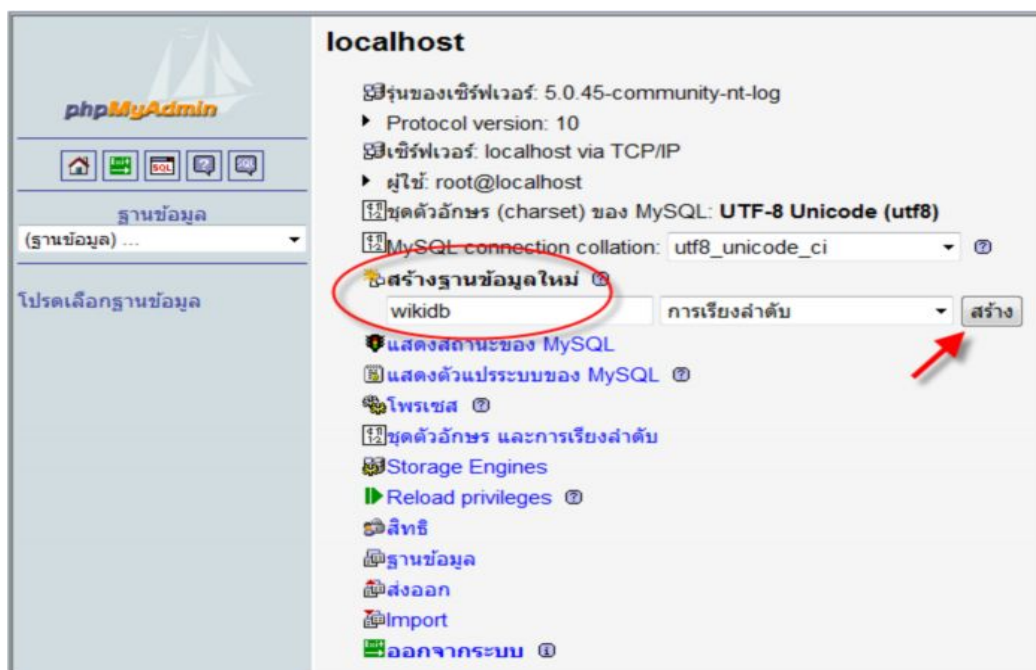 localhost
phpMyAdmin
SQL
ฐานข้อมูล
(ฐานข้อมูล) ...
โปรดเลือกฐานข้อมูล
รุ่นของเซิร์ฟเวอร์: 5.0.45-community-nt-log
Protocol version: 10
เซิร์ฟเวอร์: localhost via TCP/IP
ผู้ใช้: root@localhost
ชุดตัวอักษร (charset) ของ MySQL: UTF-8 Unicode (utf8)
MySQL connection collation: utf8_unicode_ci
สร้างฐานข้อมูลใหม่
wikidb การเรียงลำดับ สร้าง
แสดงสถานะของ MySQL
แสดงตัวแปรระบบของ MySQL
โพรเซส
ชุดตัวอักษร และการเรียงลำดับ
Storage Engines
Reload privileges
สิทธิ
ฐานข้อมูล
ส่งออก
Import
ออกจากระบบ